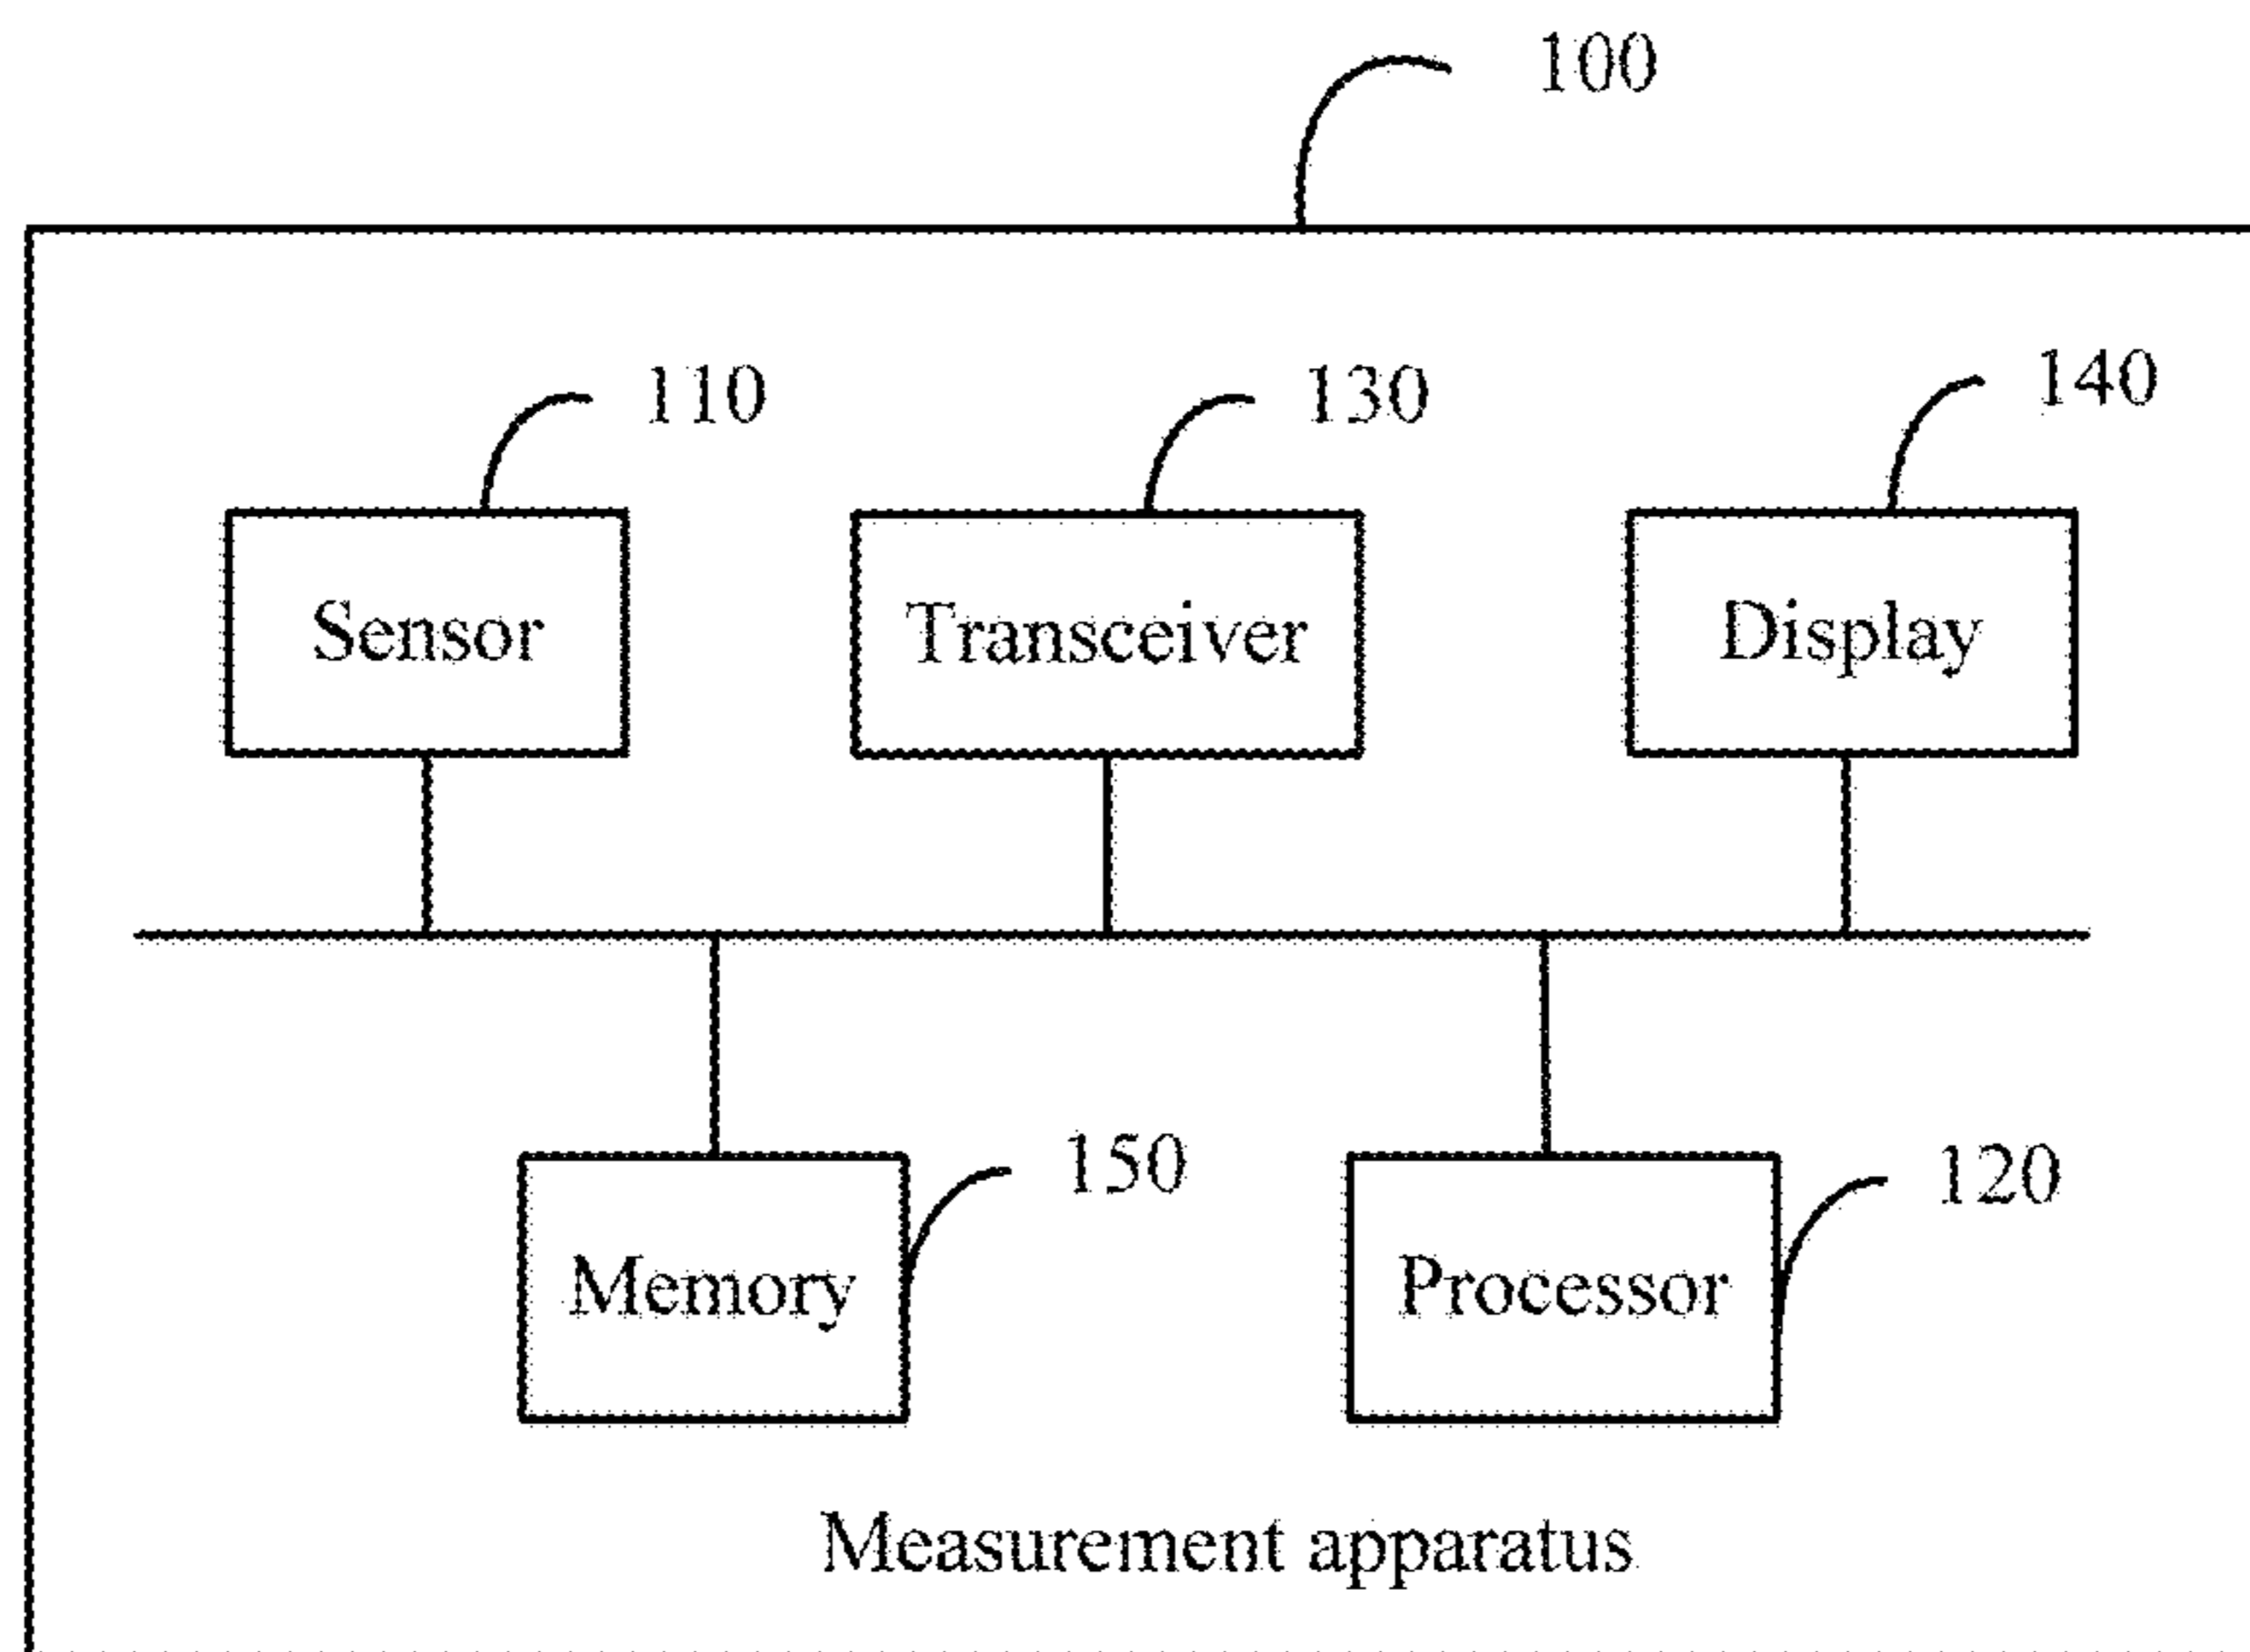 100
110
130
140
Sensor
Transceiver
Display
150
120
Memory
Processor
Measurement apparatus